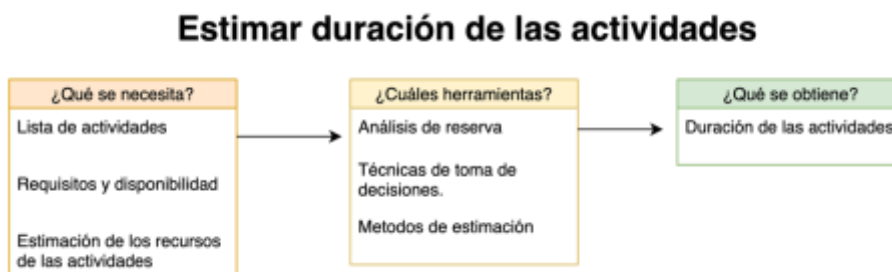 Estimar duración de las actividades
¿Qué se necesita?
Lista de actividades
Requisitos y disponibilidad
Estimación de los recursos
de las actividades
¿Cuáles herramientas?
Análisis de reserva
Técnicas de toma de
decisiones.
Metodos de estimación
¿Qué se obtiene?
Duración de las actividades